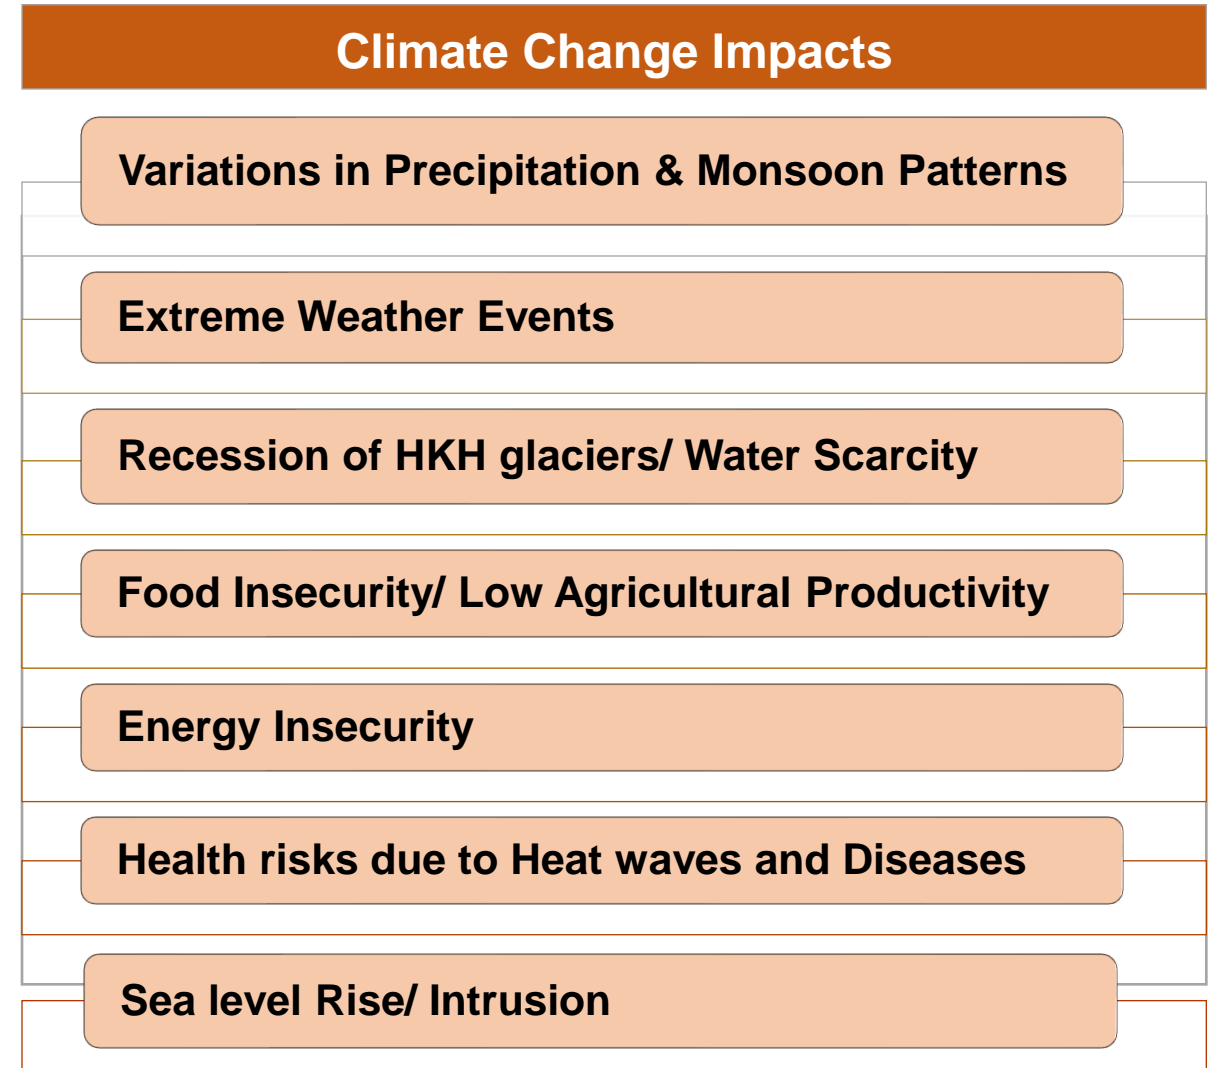 Climate Change Impacts
Variations in Precipitation & Monsoon Patterns
Extreme Weather Events
Recession of HKH glaciers/ Water Scarcity
Food Insecurity/ Low Agricultural Productivity
Energy Insecurity
Health risks due to Heat waves and Diseases
Sea level Rise/ Intrusion